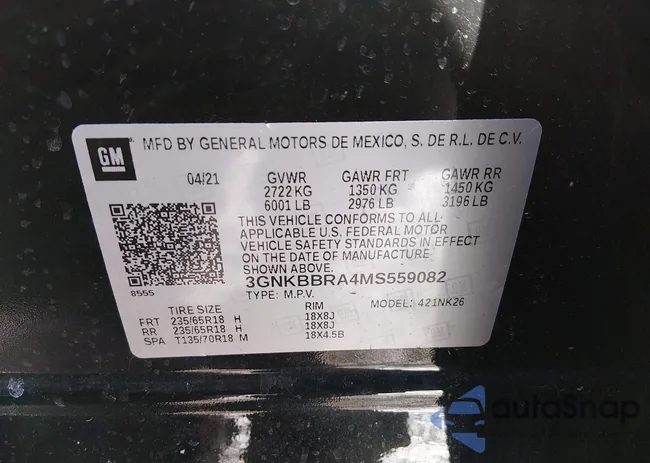 GM
MFD BY GENERAL MOTORS DE MEXICO, S. DE R.L. DE C.V.
04/21 GVWR GAWR FRT GAWR RR
2722 KG 1350 KG 1450 KG
6001 LB 2976 LB 3196 LB
THIS VEHICLE CONFORMS TO ALL
APPLICABLE U.S. FEDERAL MOTOR
VEHICLE SAFETY STANDARDS IN EFFECT
ON THE DATE OF MANUFACTURE
SHOWN ABOVE.
8555
3GNKBBRA4MS559082
TYPE: M.P.V. MODEL: 421NK26
TIRE SIZE RIM
FRT 235/65R18 H 18X8J
RR 235/65R18 H 18X8J
SPA T135/70R18 M 18X4.5B
autoSnap